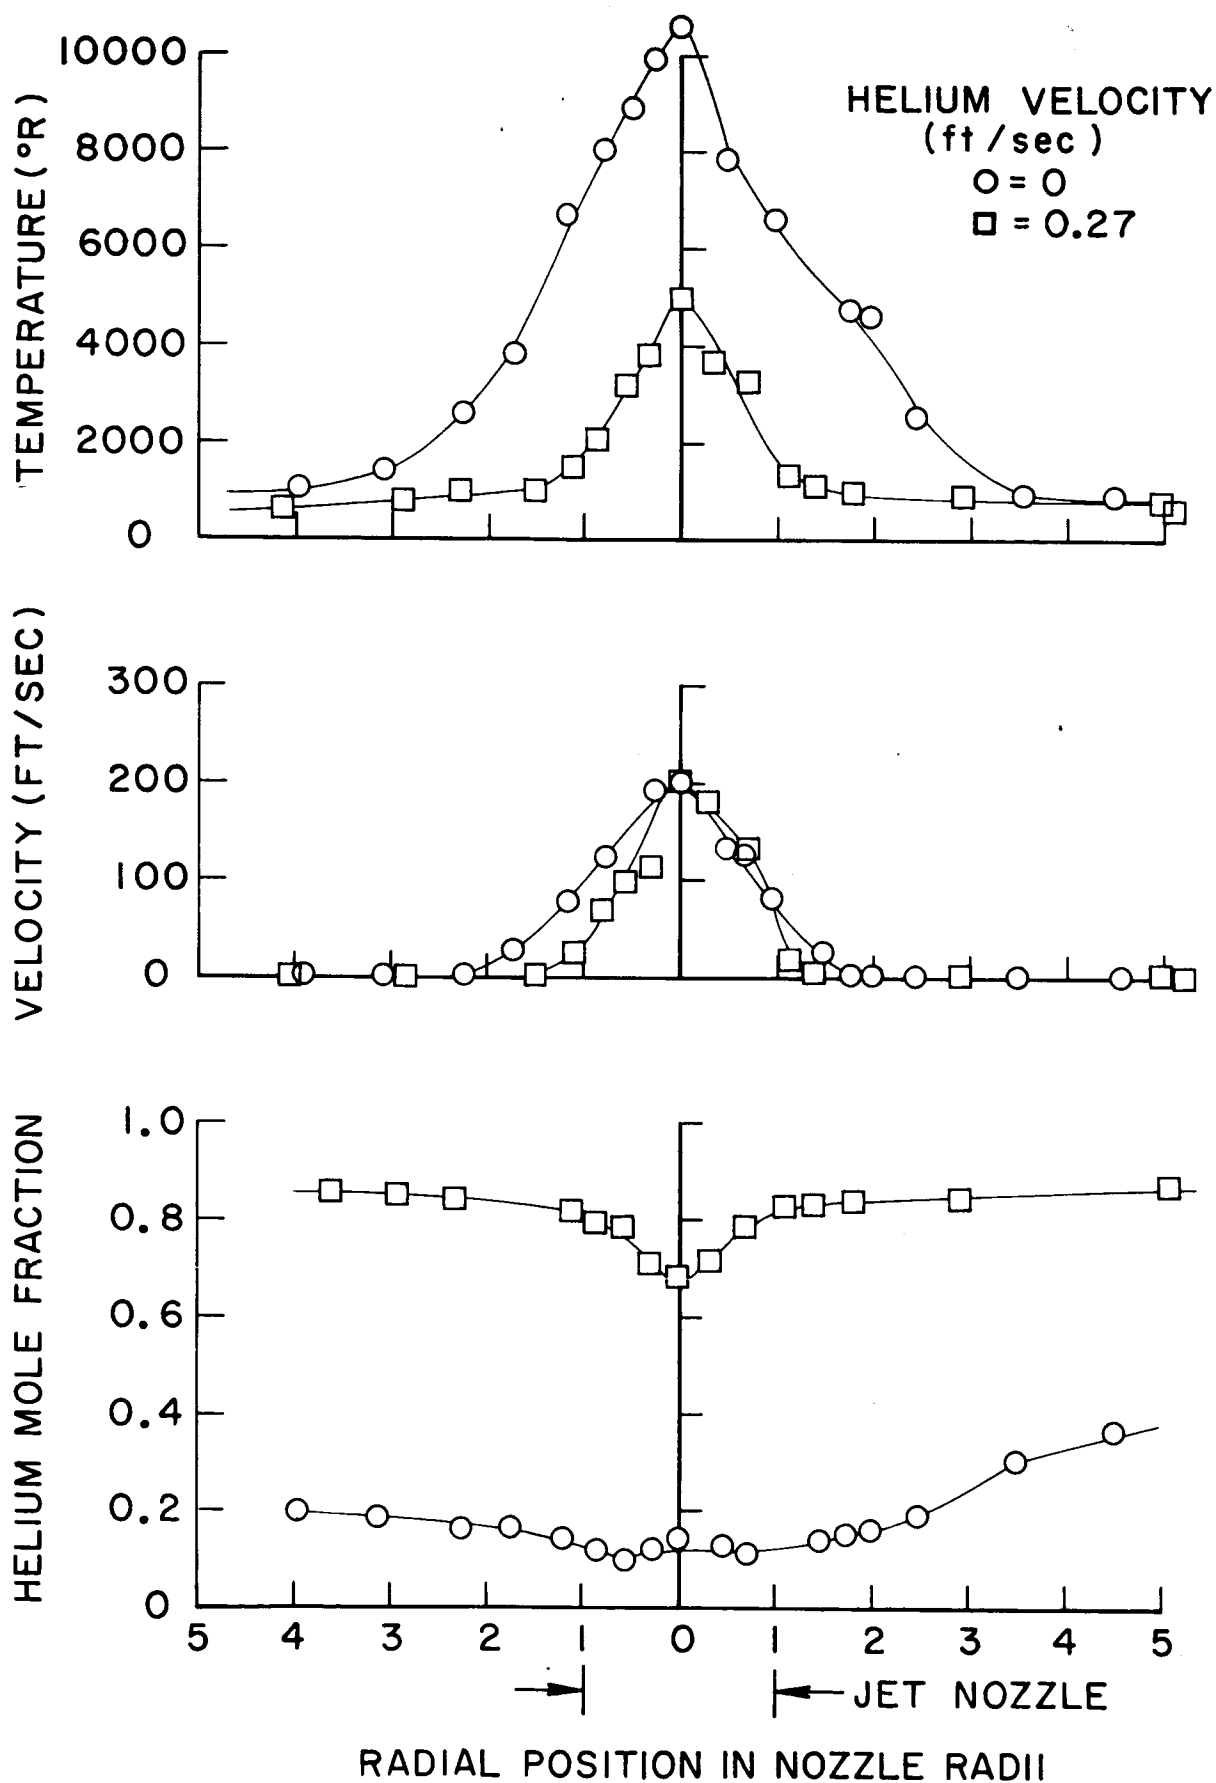 TEMPERATURE (°R)
10000
8000
6000
4000
2000
0
HELIUM VELOCITY
(ft/sec)
○ = 0
□ = 0.27
VELOCITY (FT/SEC)
300
200
100
0
HELIUM MOLE FRACTION
1.0
0.8
0.6
0.4
0.2
0
5 4 3 2 1 0 1 2 3 4 5
JET NOZZLE
RADIAL POSITION IN NOZZLE RADII